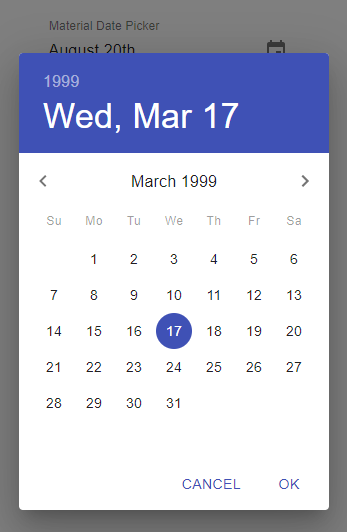 Material Date Picker
August 20th
1999
Wed, Mar 17
March 1999
Su Mo Tu We Th Fr Sa
1 2 3 4 5 6
7 8 9 10 11 12 13
14 15 16 17 18 19 20
21 22 23 24 25 26 27
28 29 30 31
CANCEL OK